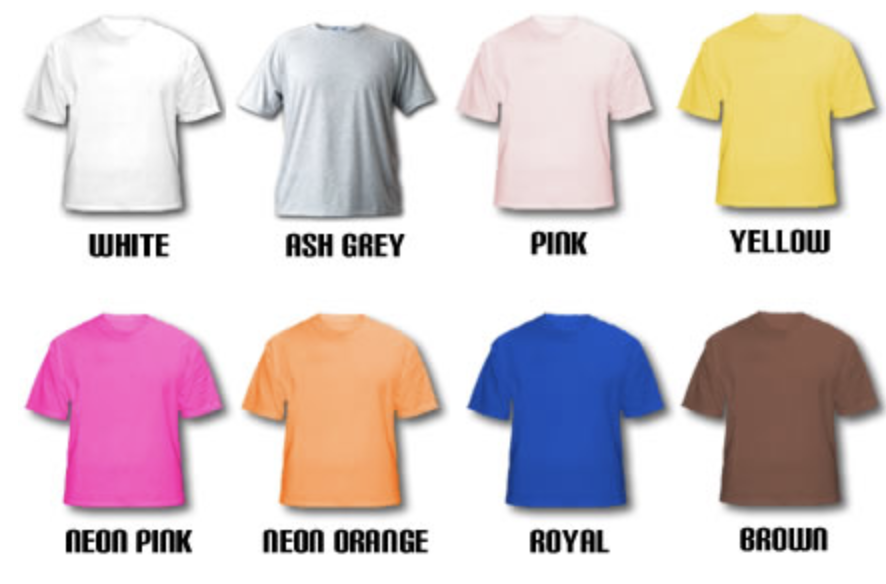 WHITE
ASH GREY
PINK
YELLOW
NEON PINK
NEON ORANGE
ROYAL
BROWN